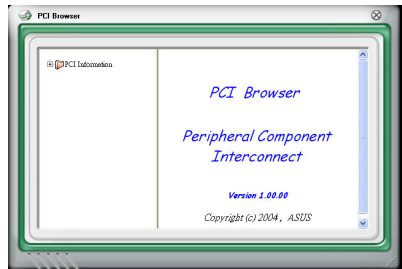 PCI Browser
PCI Information
PCI Browser
Peripheral Component
Interconnect
Version 1.00.00
Copyright (c) 2004, ASUS